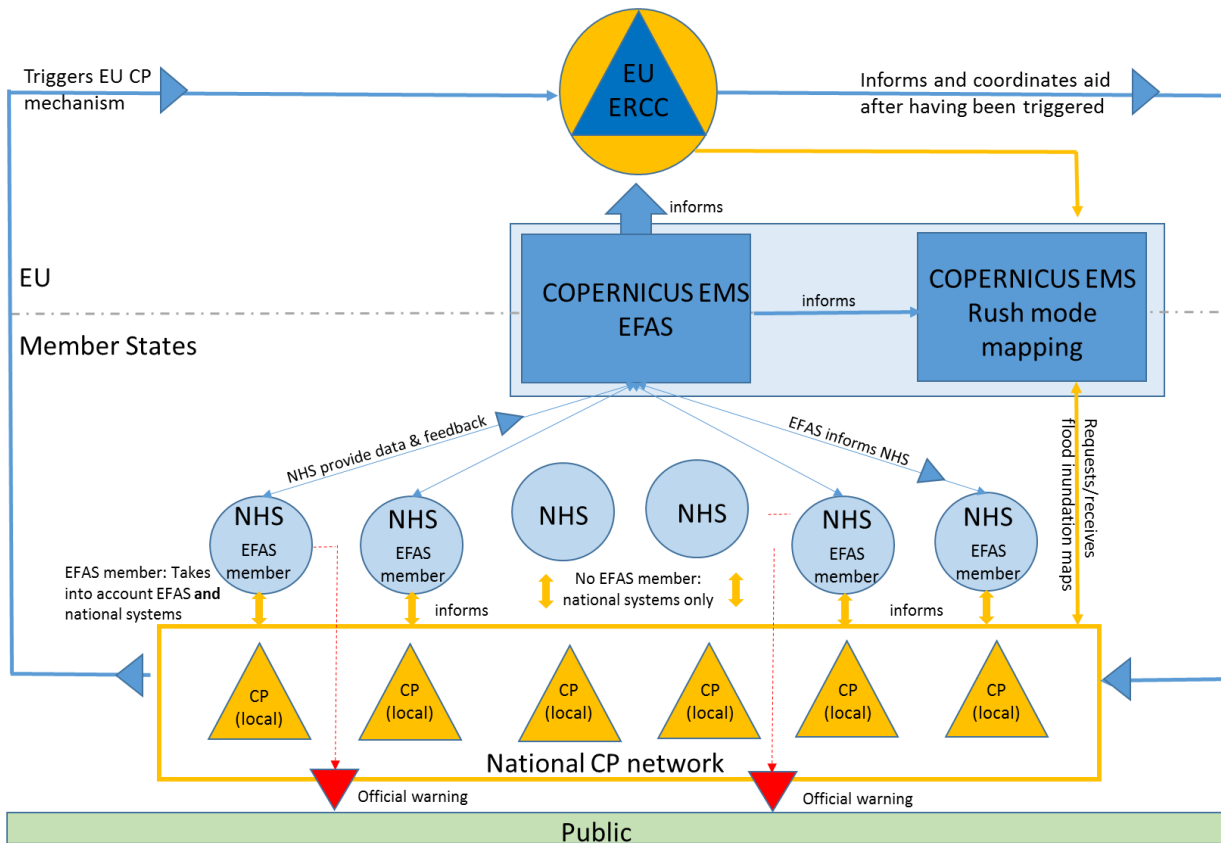 Triggers EU CP
mechanism
EU
ERCC
Informs and coordinates aid
after having been triggered
informs
EU
COPERNICUS EMS
EFAS
informs
COPERNICUS EMS
Rush mode
mapping
Member States
NHS provide data & feedback
EFAS informs NHS
Requests/receives
flood inundation maps
NHS
EFAS
member
NHS
EFAS
member
NHS
NHS
NHS
EFAS
member
NHS
EFAS
member
EFAS member: Takes
into account EFAS and
national systems
informs
No EFAS member:
national systems only
informs
CP
(local)
CP
(local)
CP
(local)
CP
(local)
CP
(local)
CP
(local)
National CP network
Official warning
Official warning
Public